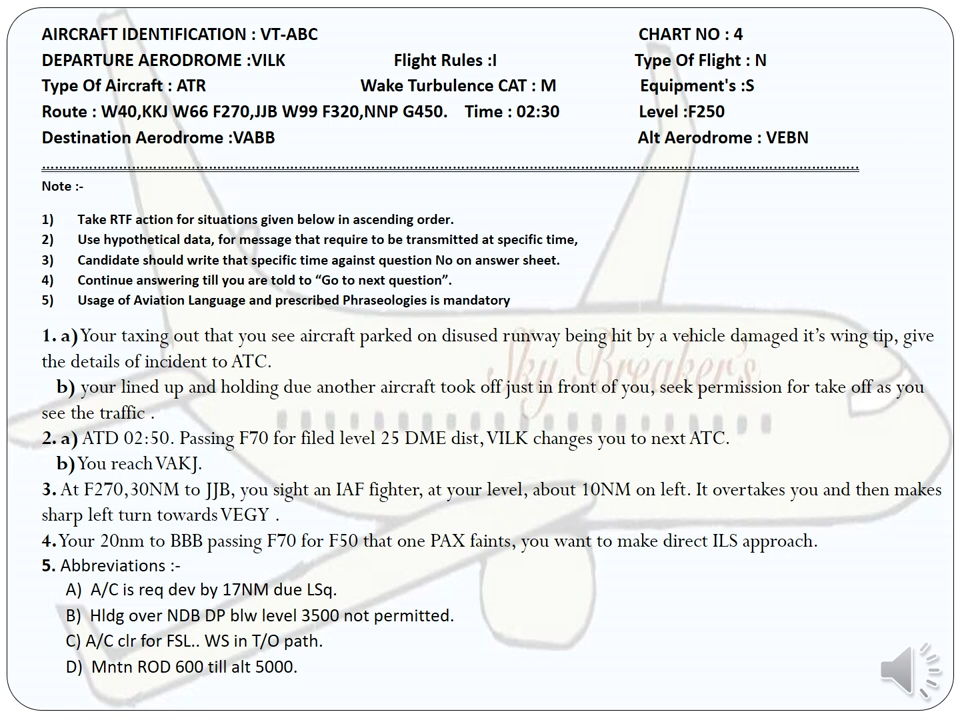 AIRCRAFT IDENTIFICATION : VT-ABC CHART NO : 4
DEPARTURE AERODROME :VILK Flight Rules :I Type Of Flight : N
Type Of Aircraft : ATR Wake Turbulence CAT : M Equipment's :S
Route : W40,KKJ W66 F270,JJB W99 F320,NNP G450. Time : 02:30 Level :F250
Destination Aerodrome :VABB Alt Aerodrome : VEBN
Note :-
1) Take RTF action for situations given below in ascending order.
2) Use hypothetical data, for message that require to be transmitted at specific time,
3) Candidate should write that specific time against question No on answer sheet.
4) Continue answering till you are told to “Go to next question”.
5) Usage of Aviation Language and prescribed Phraseologies is mandatory
1. a) Your taxing out that you see aircraft parked on disused runway being hit by a vehicle damaged it’s wing tip, give
the details of incident to ATC.
b) your lined up and holding due another aircraft took off just in front of you, seek permission for take off as you
see the traffic .
2. a) ATD 02:50. Passing F70 for filed level 25 DME dist, VILK changes you to next ATC.
b) You reach VAKJ.
3. At F270,30NM to JJB, you sight an IAF fighter, at your level, about 10NM on left. It overtakes you and then makes
sharp left turn towards VEGY .
4. Your 20nm to BBB passing F70 for F50 that one PAX faints, you want to make direct ILS approach.
5. Abbreviations :-
A) A/C is req dev by 17NM due LSq.
B) Hldg over NDB DP blw level 3500 not permitted.
C) A/C clr for FSL.. WS in T/O path.
D) Mntn ROD 600 till alt 5000.
Sky Breaker's